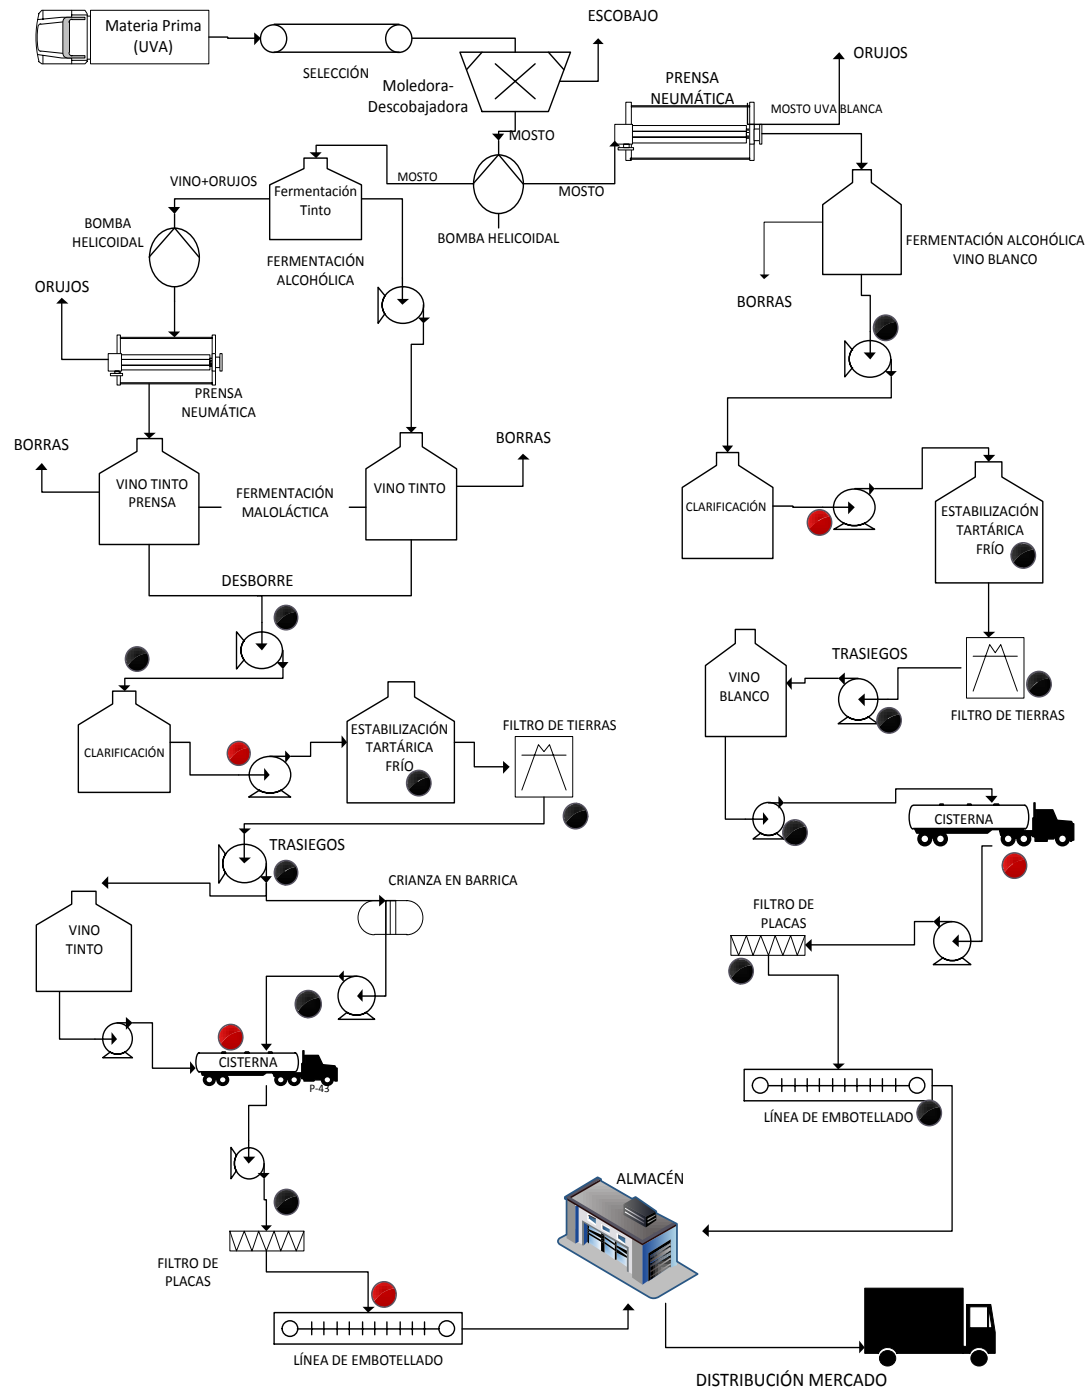 Materia Prima
(UVA)
SELECCIÓN
ESCOBAJO
Moledora-
Descobajadora
PRENSA
NEUMÁTICA
ORUJOS
MOSTO UVA BLANCA
MOSTO
MOSTO
MOSTO
BOMBA HELICOIDAL
VINO+ORUJOS
Fermentación
Tinto
FERMENTACIÓN
ALCOHÓLICA
BOMBA
HELICOIDAL
ORUJOS
PRENSA
NEUMÁTICA
FERMENTACIÓN ALCOHÓLICA
VINO BLANCO
BORRAS
BORRAS
VINO TINTO
PRENSA
FERMENTACIÓN
MALOLÁCTICA
VINO TINTO
BORRAS
DESBORRE
CLARIFICACIÓN
ESTABILIZACIÓN
TARTÁRICA
FRÍO
VINO
BLANCO
TRASIEGOS
FILTRO DE TIERRAS
CLARIFICACIÓN
ESTABILIZACIÓN
TARTÁRICA
FRÍO
FILTRO DE TIERRAS
TRASIEGOS
CRIANZA EN BARRICA
VINO
TINTO
CISTERNA
P-43
CISTERNA
FILTRO DE
PLACAS
LÍNEA DE EMBOTELLADO
FILTRO DE
PLACAS
LÍNEA DE EMBOTELLADO
ALMACÉN
DISTRIBUCIÓN MERCADO